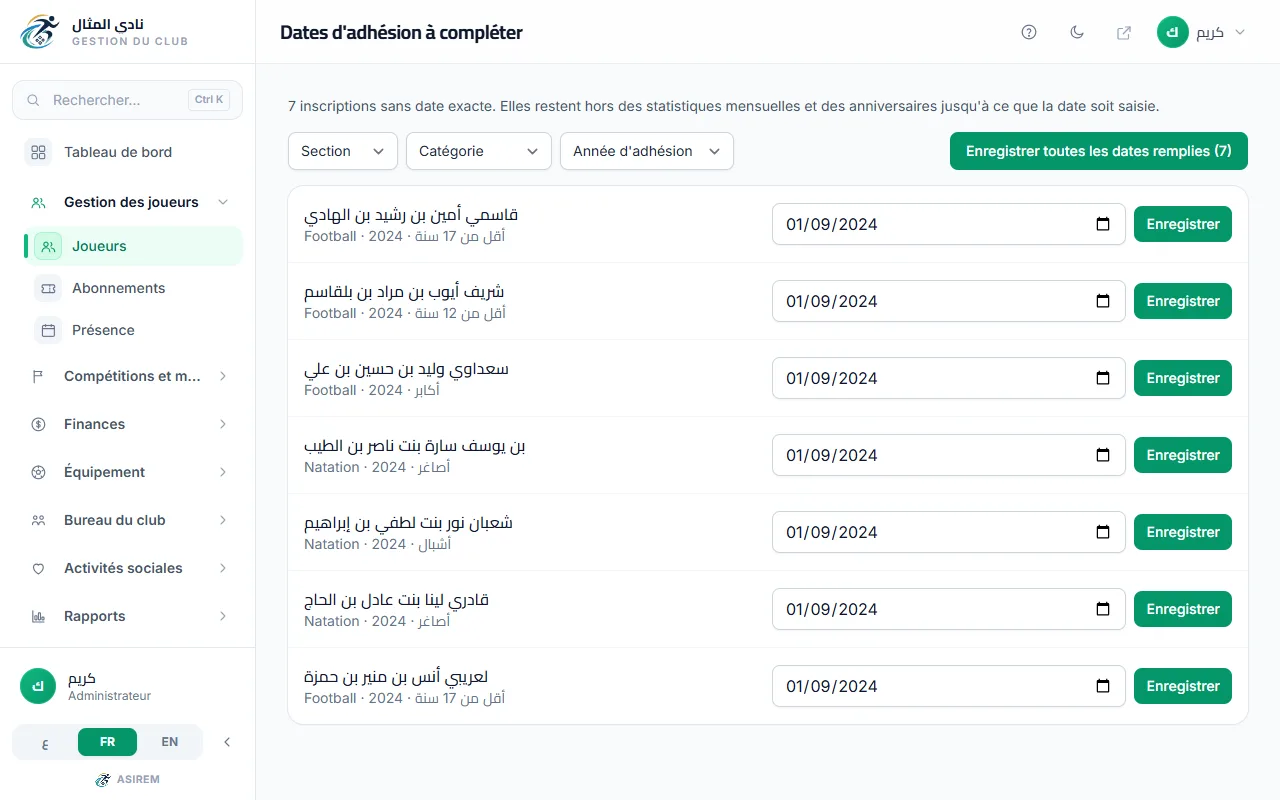 نادي المثال
GESTION DU CLUB
Rechercher... Ctrl K
Tableau de bord
Gestion des joueurs
Joueurs
Abonnements
Présence
Compétitions et m...
Finances
Équipement
Bureau du club
Activités sociales
Rapports
ك
كريم
Administrateur
ع FR EN
ASIREM
Dates d'adhésion à compléter
ك كريم
7 inscriptions sans date exacte. Elles restent hors des statistiques mensuelles et des anniversaires jusqu'à ce que la date soit saisie.
Section Catégorie Année d'adhésion Enregistrer toutes les dates remplies (7)
قاسمي أمين بن رشيد بن الهادي
Football · 2024 · أقل من 17 سنة
01/09/2024 Enregistrer
شريف أيوب بن مراد بن بلقاسم
Football · 2024 · أقل من 12 سنة
01/09/2024 Enregistrer
سعداوي وليد بن حسين بن علي
Football · 2024 · أكابر
01/09/2024 Enregistrer
بن يوسف سارة بنت ناصر بن الطيب
Natation · 2024 · أصاغر
01/09/2024 Enregistrer
شعبان نور بنت لطفي بن إبراهيم
Natation · 2024 · أشبال
01/09/2024 Enregistrer
قادري لينا بنت عادل بن الحاج
Natation · 2024 · أصاغر
01/09/2024 Enregistrer
لعريبي أنس بن منير بن حمزة
Football · 2024 · أقل من 17 سنة
01/09/2024 Enregistrer